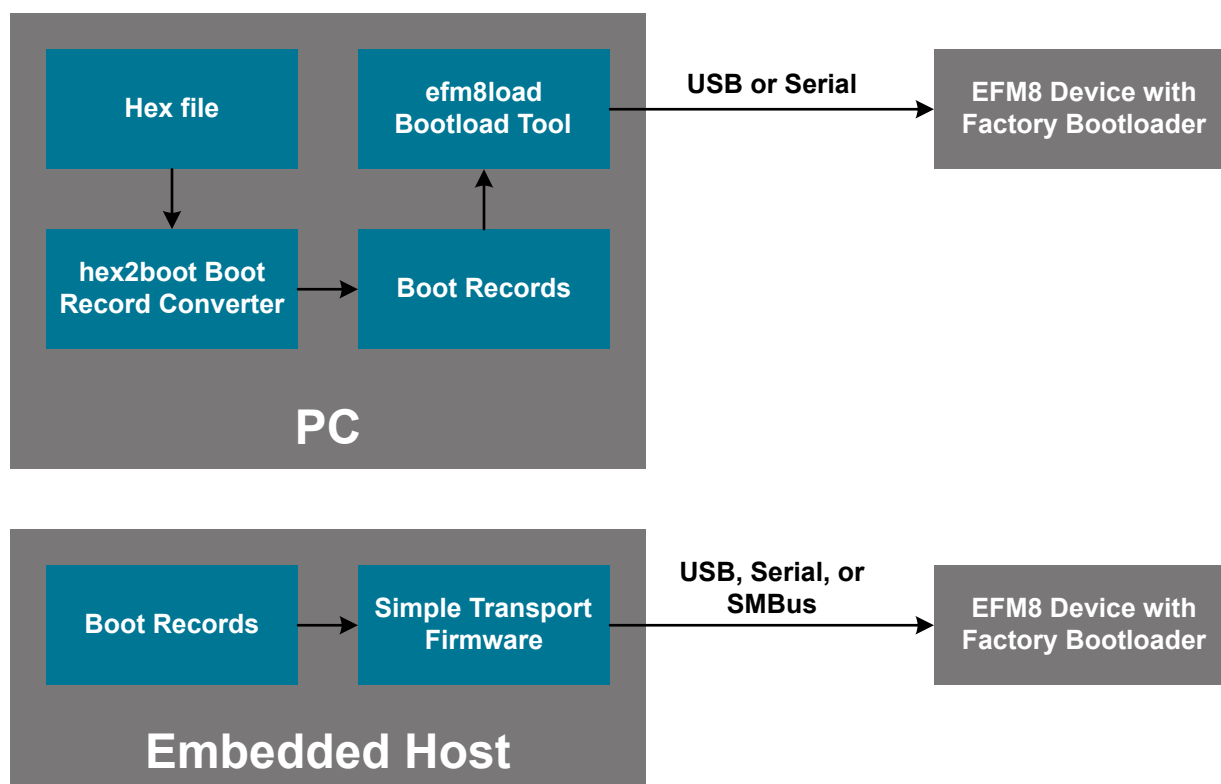 Hex file
efm8load
Bootload Tool
USB or Serial
EFM8 Device with
Factory Bootloader
hex2boot Boot
Record Converter
Boot Records
PC
Boot Records
Simple Transport
Firmware
USB, Serial, or
SMBus
EFM8 Device with
Factory Bootloader
Embedded Host